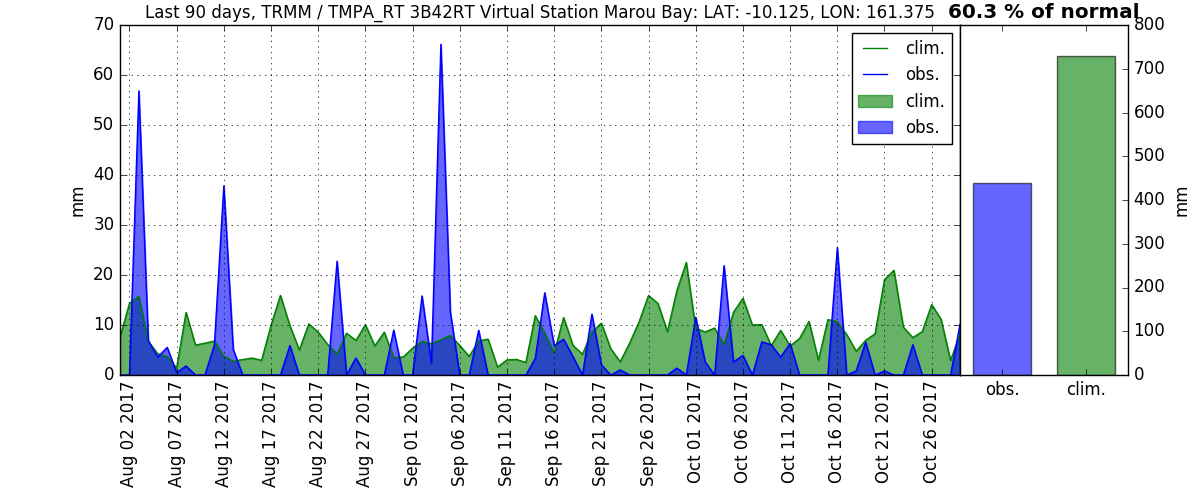 Last 90 days, TRMM / TMPA_RT 3B42RT Virtual Station Marou Bay: LAT: -10.125, LON: 161.375
60.3 % of normal
70
60
50
40
30
20
10
0
mm
clim.
obs.
clim.
obs.
Aug 02 2017
Aug 07 2017
Aug 12 2017
Aug 17 2017
Aug 22 2017
Aug 27 2017
Sep 01 2017
Sep 06 2017
Sep 11 2017
Sep 16 2017
Sep 21 2017
Sep 26 2017
Oct 01 2017
Oct 06 2017
Oct 11 2017
Oct 16 2017
Oct 21 2017
Oct 26 2017
800
700
600
500
400
300
200
100
0
mm
obs.
clim.